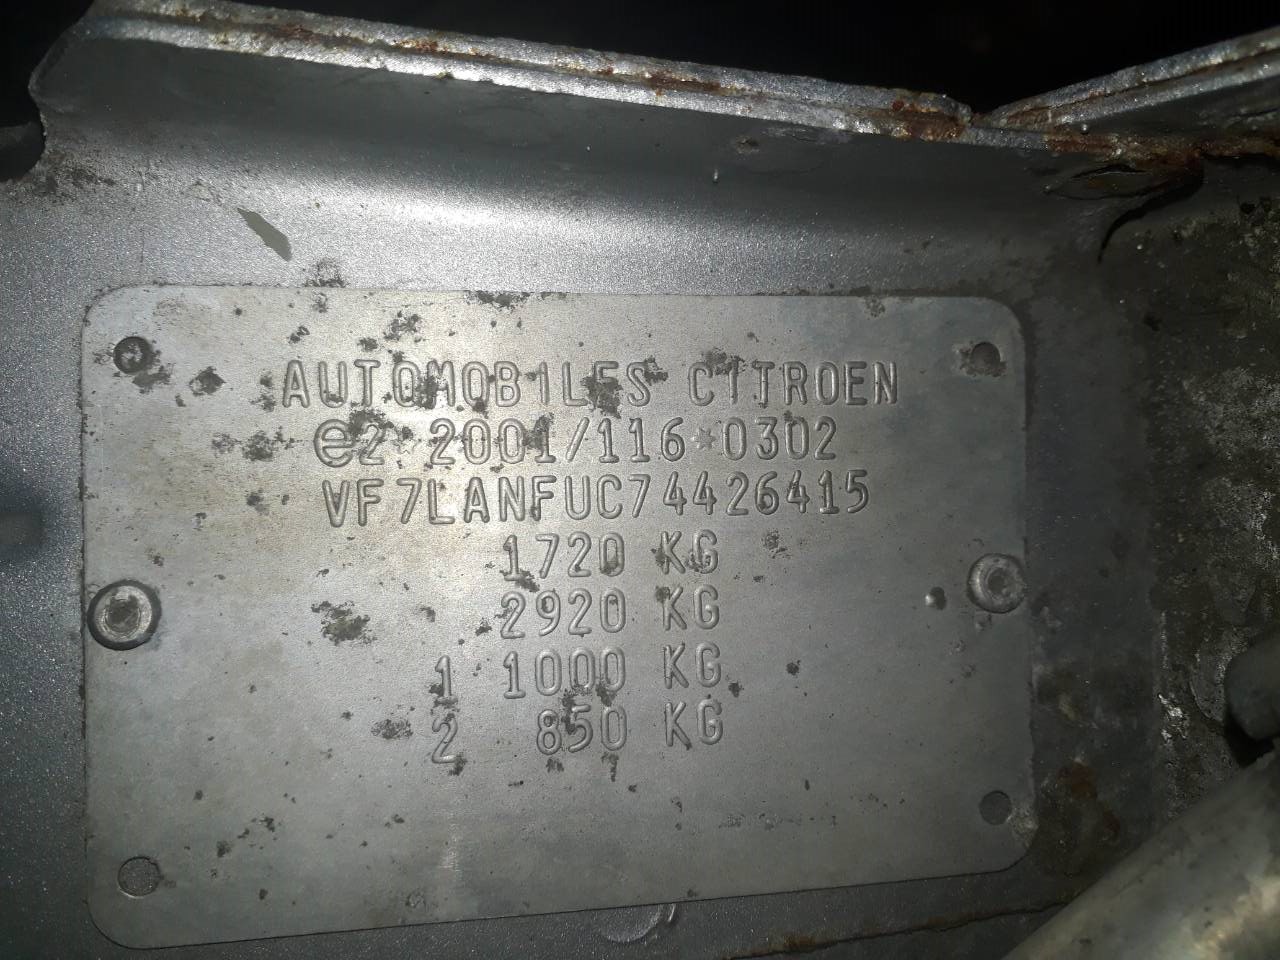 AUTOMOBILES CITROEN
e2*2001/116*0302
VF7LANFUC74426415
1720 KG
2920 KG
1 1000 KG
2 850 KG